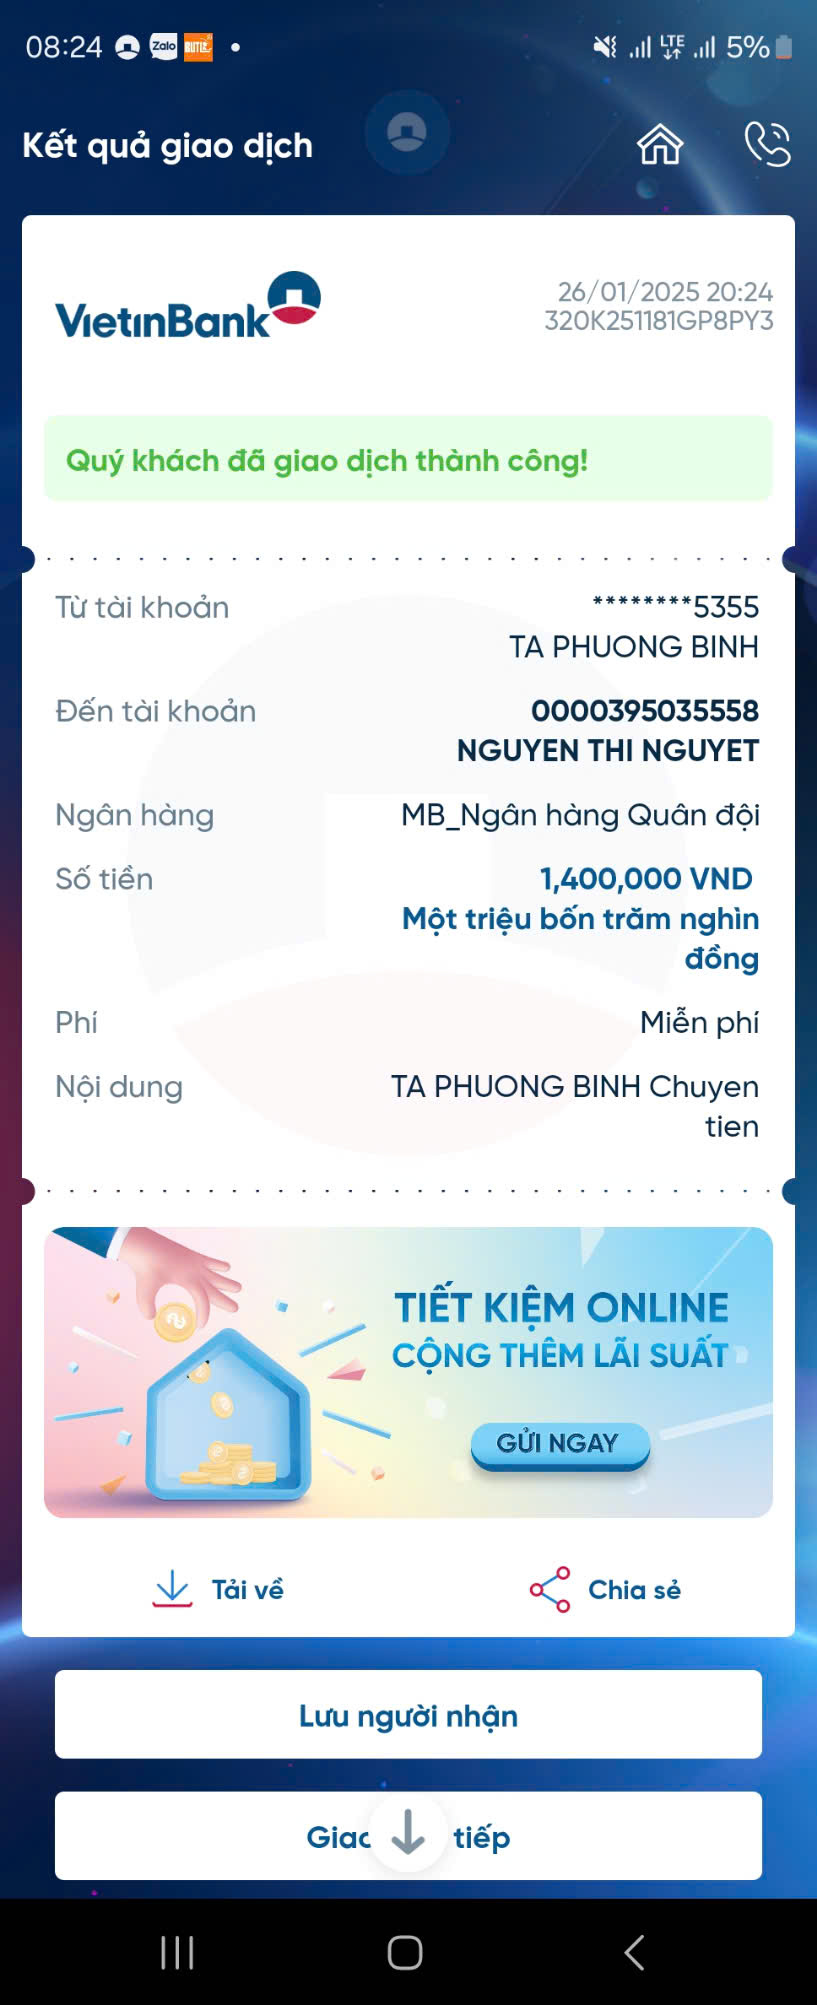 08:24 Zalo BUTL 5%
LTE
Kết quả giao dịch
VietinBank
26/01/2025 20:24
320K251181GP8PY3
Quý khách đã giao dịch thành công!
Từ tài khoản ********5355
TA PHUONG BINH
Đến tài khoản 0000395035558
NGUYEN THI NGUYET
Ngân hàng MB_Ngân hàng Quân đội
Số tiền 1,400,000 VND
Một triệu bốn trăm nghìn
đồng
Phí Miễn phí
Nội dung TA PHUONG BINH Chuyen
tien
TIẾT KIỆM ONLINE
CỘNG THÊM LÃI SUẤT
GỬI NGAY
Tải về Chia sẻ
Lưu người nhận
Giao tiếp